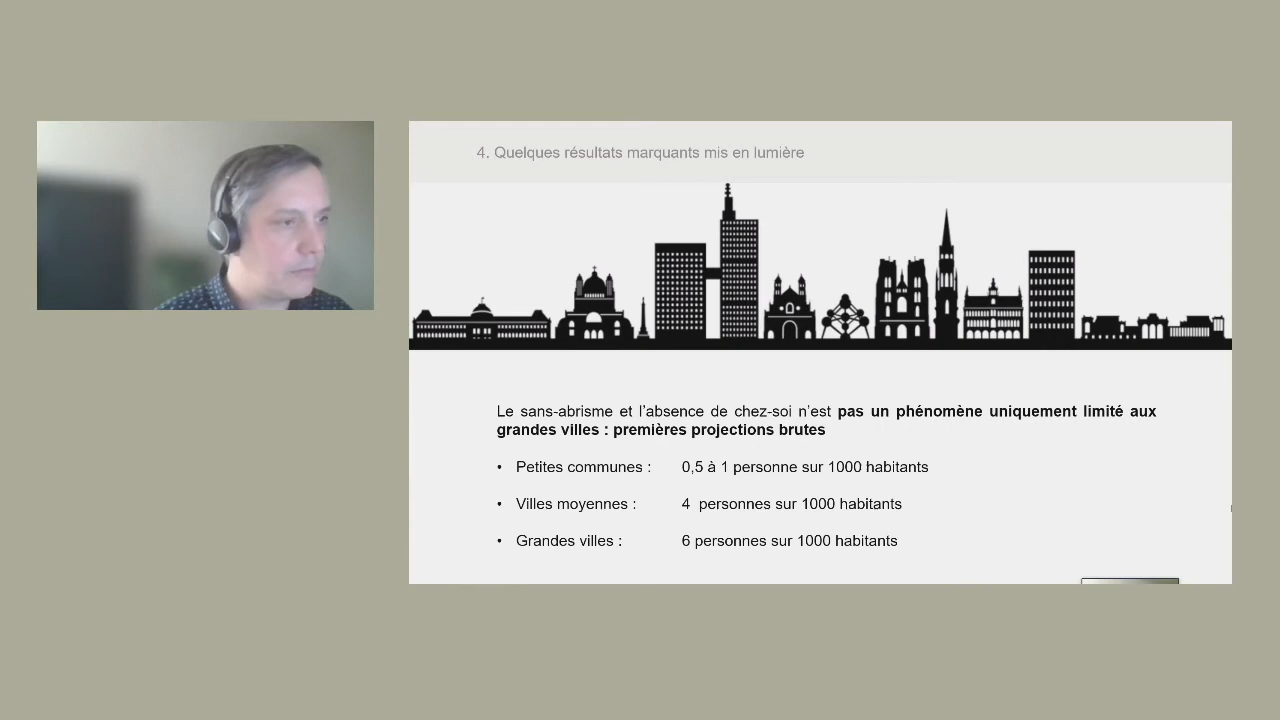 4. Quelques résultats marquants mis en lumière
Le sans-abrisme et l'absence de chez-soi n'est pas un phénomène uniquement limité aux
grandes villes : premières projections brutes
• Petites communes : 0,5 à 1 personne sur 1000 habitants
• Villes moyennes : 4 personnes sur 1000 habitants
• Grandes villes : 6 personnes sur 1000 habitants